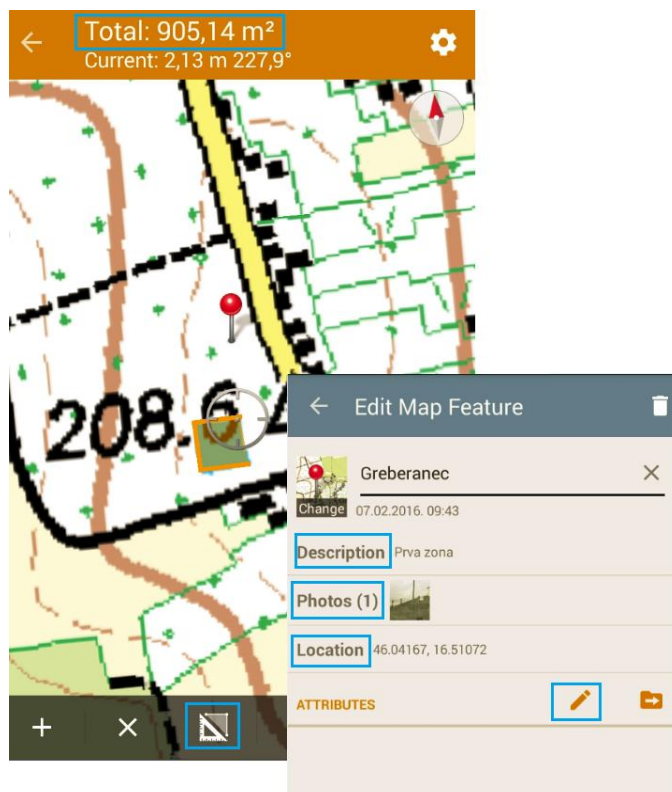 Total: 905,14 m²
Current: 2,13 m 227,9°
208.6
Edit Map Feature
Greberanec
Change
07.02.2016. 09:43
Description Prva zona
Photos (1)
Location 46.04167, 16.51072
ATTRIBUTES